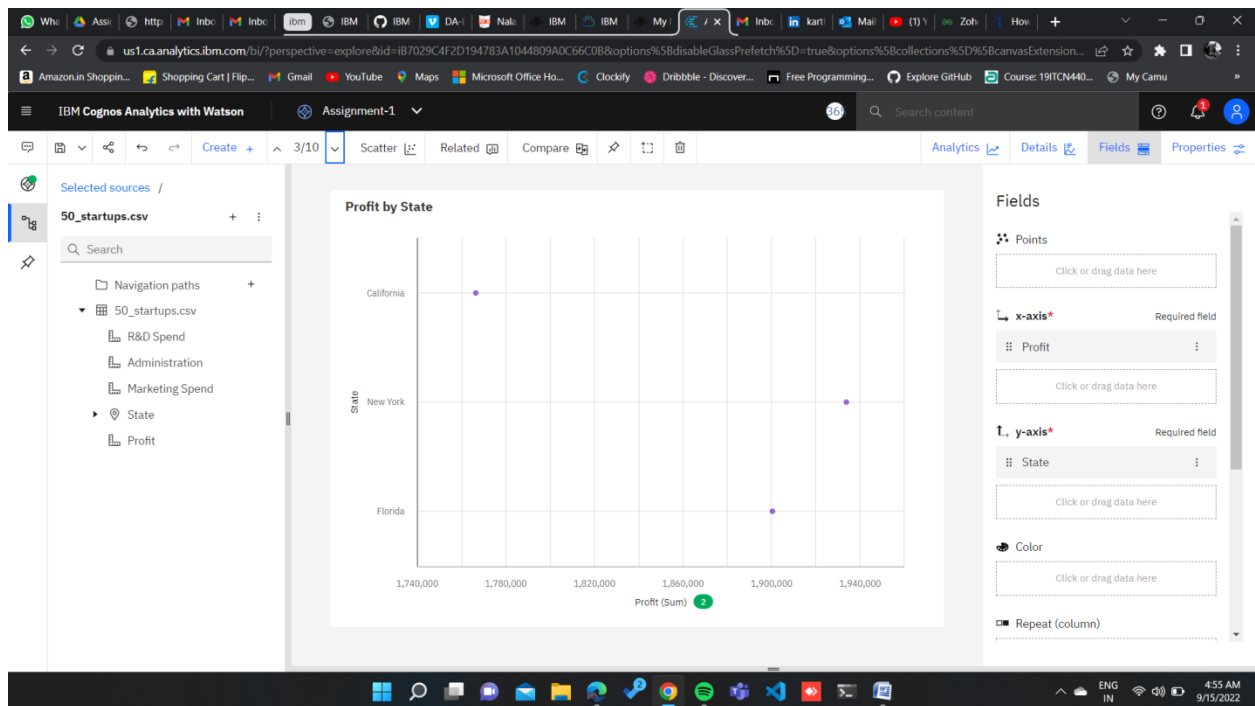 Wha
Assi
http:
Inbo
Inbo
ibm
IBM
IBM
DA-I
Nala
IBM
IBM
My I
Inbc
karti
Mail
(1) Y
Zoh
How
us1.ca.analytics.ibm.com/bi/?perspective=explore&id=iB7029C4F2D194783A1044809A0C66C0B&options%5BdisableGlassPrefetch%5D=true&options%5Bcollections%5D%5BcanvasExtension...
Amazon.in Shoppin...
Shopping Cart | Flip...
Gmail
YouTube
Maps
Microsoft Office Ho...
Clockify
Dribbble - Discover...
Free Programming...
Explore GitHub
Course: 19ITCN440...
My Camu
»
IBM Cognos Analytics with Watson
Assignment-1
Search content
Create +
3/10
Scatter
Related
Compare
Analytics
Details
Fields
Properties
Selected sources /
50_startups.csv
Search
Navigation paths
50_startups.csv
R&D Spend
Administration
Marketing Spend
State
Profit
Profit by State
California
New York
Florida
State
1,740,000
1,780,000
1,820,000
1,860,000
1,900,000
1,940,000
Profit (Sum) 2
Fields
Points
Click or drag data here
x-axis* Required field
Profit
Click or drag data here
y-axis* Required field
State
Click or drag data here
Color
Click or drag data here
Repeat (column)
2
ENG
IN
4:55 AM
9/15/2022